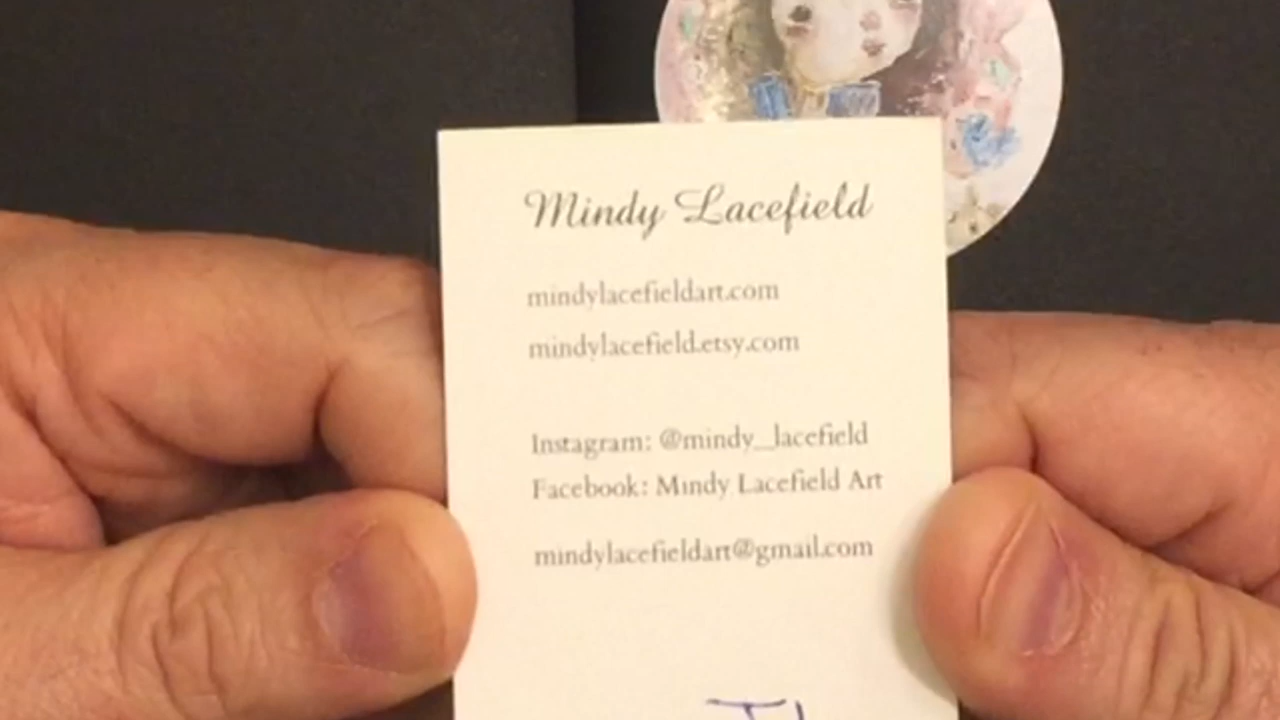 Mindy Lacefield
mindylacefieldart.com
mindylacefield.etsy.com
Instagram: @mindy_lacefield
Facebook: Mindy Lacefield Art
mindylacefieldart@gmail.com